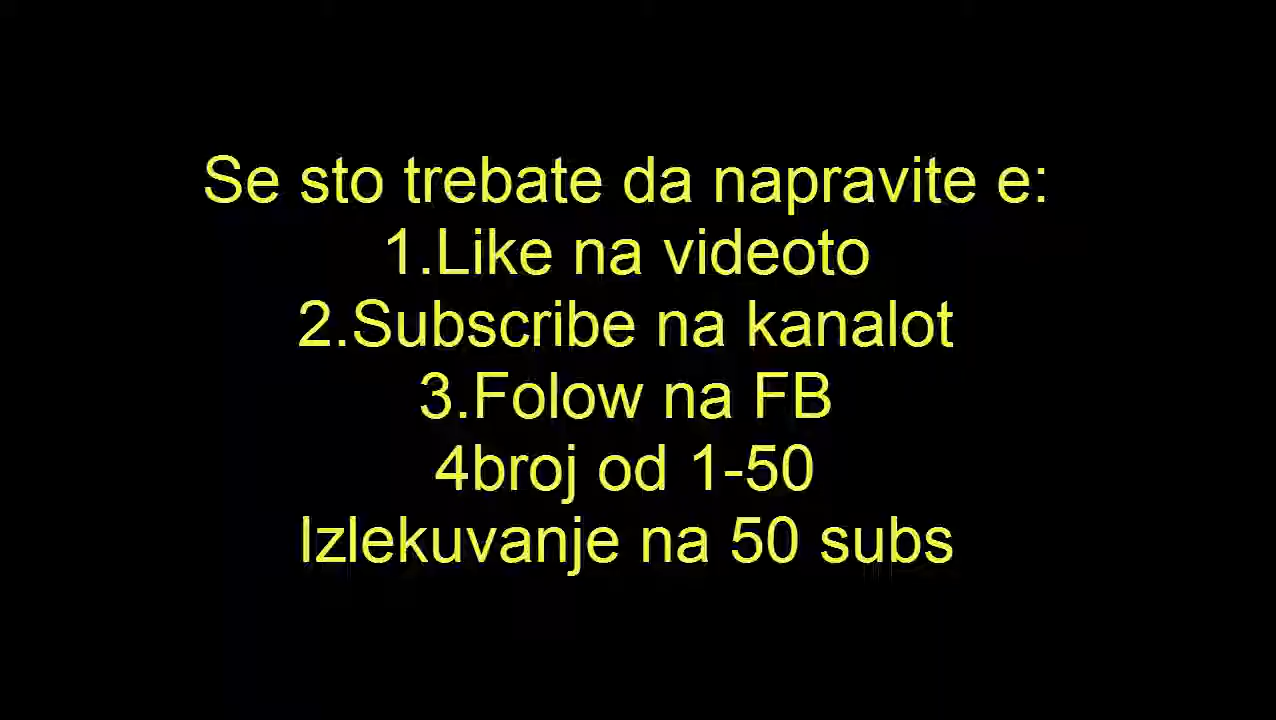 Se sto trebate da napravite e:
1.Like na videoto
2.Subscribe na kanalot
3.Folow na FB
4broj od 1-50
Izlekuvanje na 50 subs